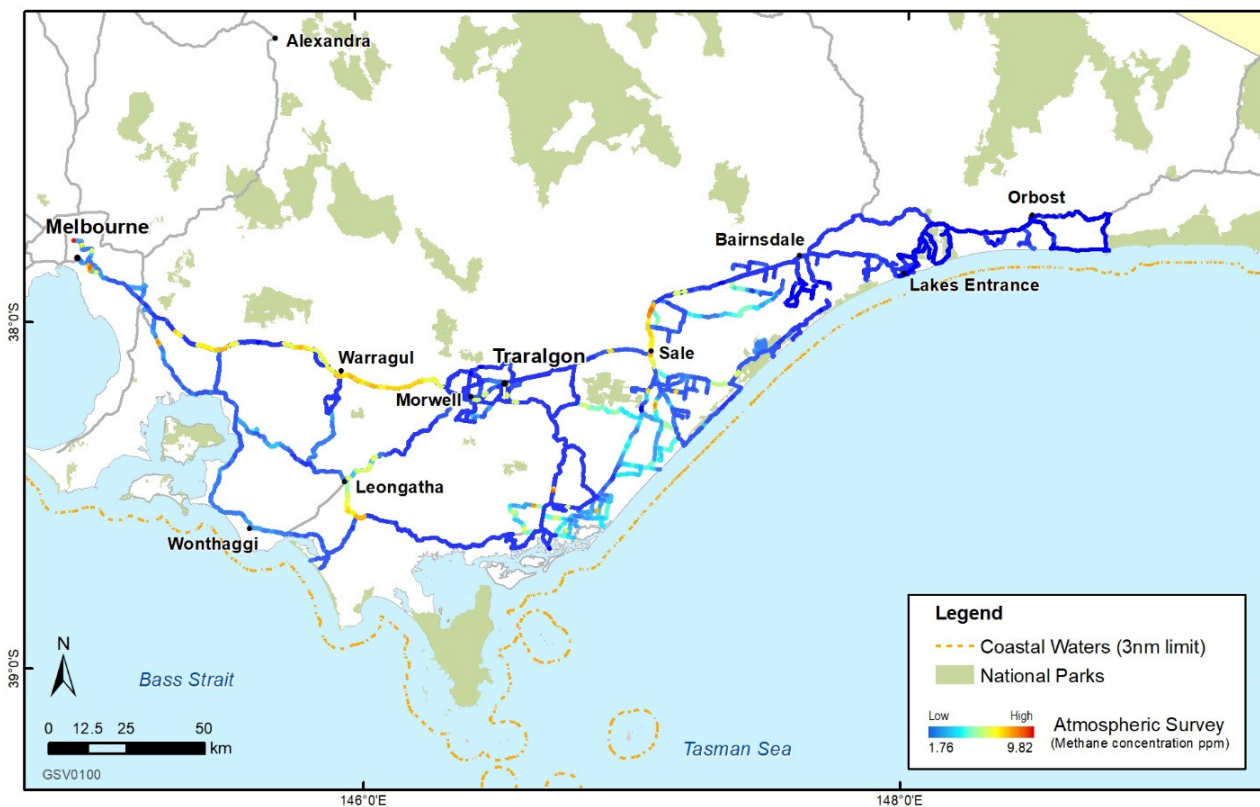 Alexandra
Melbourne
Orbost
Bairnsdale
Lakes Entrance
38°0'S
Warragul
Traralgon
Sale
Morwell
Leongatha
Wonthaggi
39°0'S
N
Bass Strait
Tasman Sea
0 12.5 25 50
km
GSV0100
Legend
Coastal Waters (3nm limit)
National Parks
Low High
1.76 9.82
Atmospheric Survey
(Methane concentration ppm)
146°0'E 148°0'E